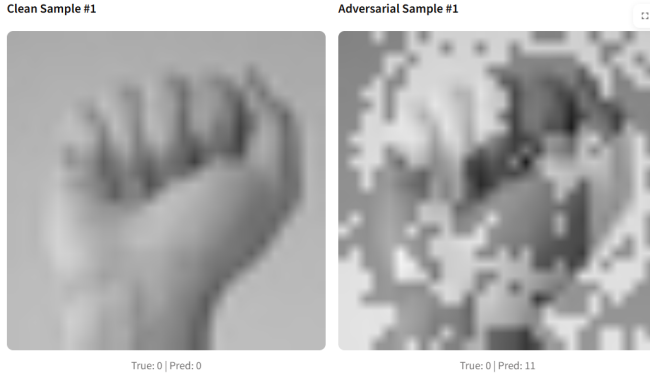 Clean Sample #1
Adversarial Sample #1
True: 0 | Pred: 0
True: 0 | Pred: 11